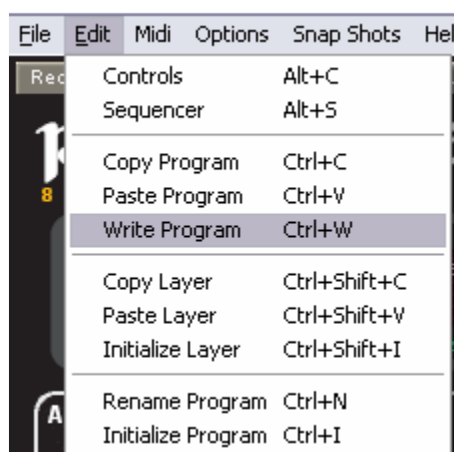 File Edit Midi Options Snap Shots
Controls Alt+C
Sequencer Alt+S
Copy Program Ctrl+C
8 Paste Program Ctrl+V
Write Program Ctrl+W
Copy Layer Ctrl+Shift+C
Paste Layer Ctrl+Shift+V
Initialize Layer Ctrl+Shift+I
Rename Program Ctrl+N
A
Initialize Program Ctrl+I